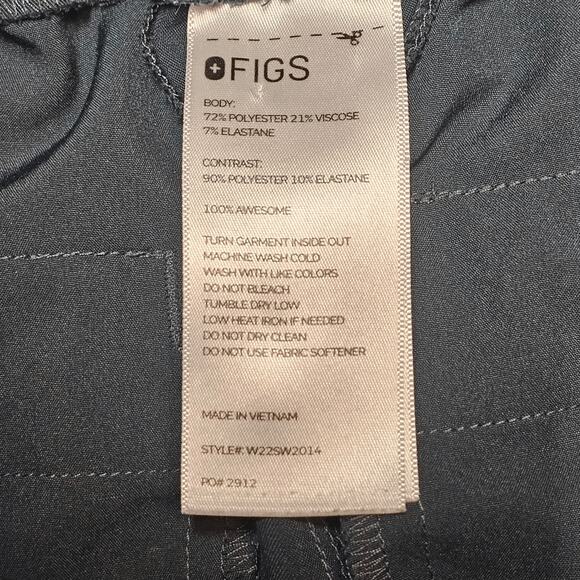 FIGS
BODY:
72% POLYESTER 21% VISCOSE
7% ELASTANE
CONTRAST:
90% POLYESTER 10% ELASTANE
100% AWESOME
TURN GARMENT INSIDE OUT
MACHINE WASH COLD
WASH WITH LIKE COLORS
DO NOT BLEACH
TUMBLE DRY LOW
LOW HEAT IRON IF NEEDED
DO NOT DRY CLEAN
DO NOT USE FABRIC SOFTENER
MADE IN VIETNAM
STYLE#: W22SW2014
PO# 2912